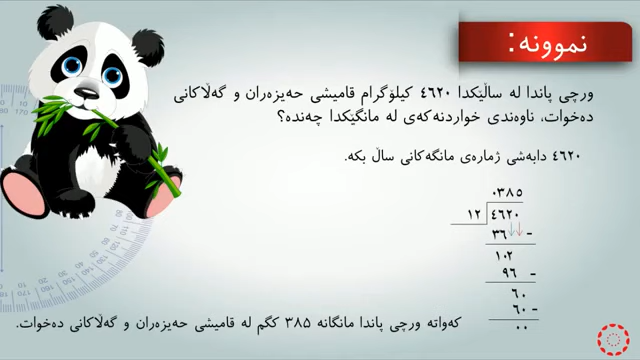 نموونە:
ورچی پاندا لە ساڵێکدا ٤٦٢٠ کیلۆگرام قامیشی حەیزەران و گەڵاکانی
دەخوات، ناوەندی خواردنەکەی لە مانگێکدا چەندە؟
٤٦٢٠ دابەشی ژمارەی مانگەکانی ساڵ بکە.
٠٣٨٥
١٢ ٤٦٢٠
٣٦ -
١٠٢
٩٦ -
٦٠
٦٠ -
٠٠
کەواتە ورچی پاندا مانگانە ٣٨٥ کگم لە قامیشی حەیزەران و گەڵاکانی دەخوات.